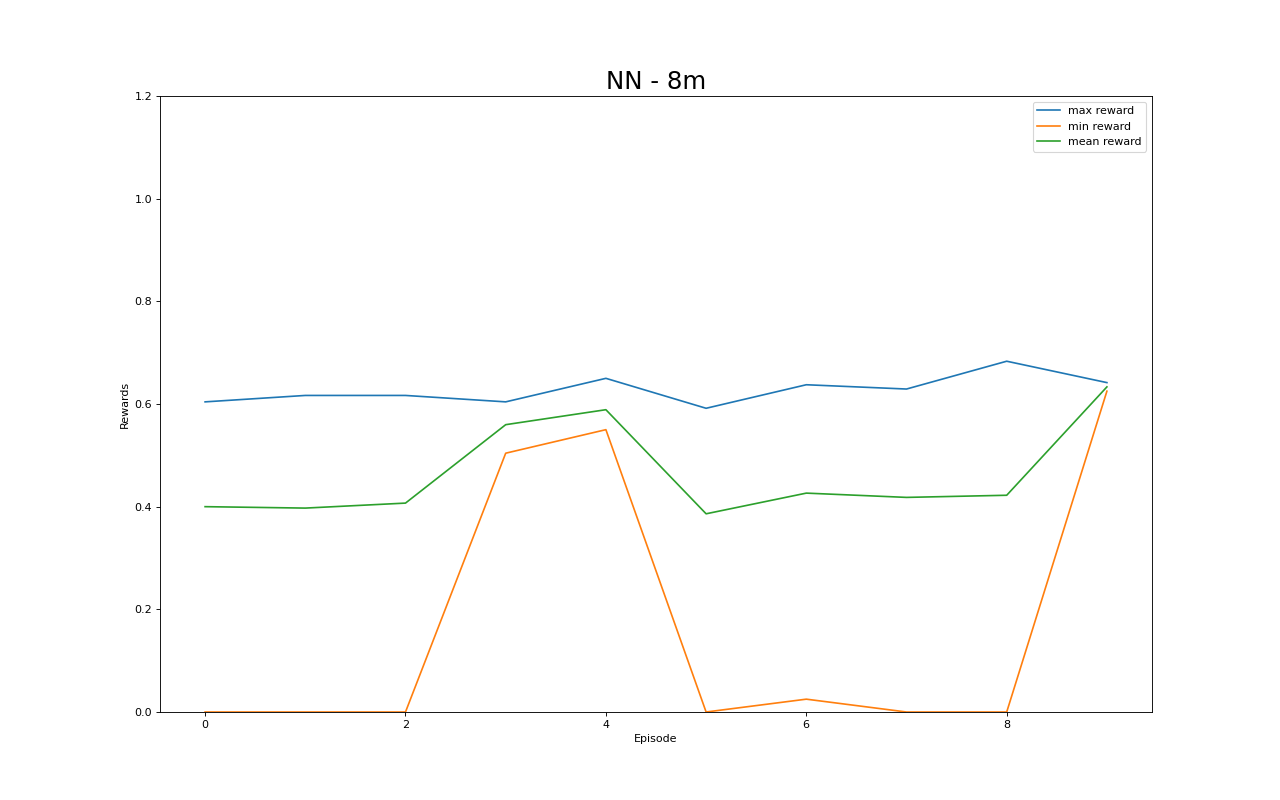 NN - 8m
1.2
1.0
0.8
0.6
0.4
0.2
0.0
Rewards
max reward
min reward
mean reward
0 2 4 6 8
Episode